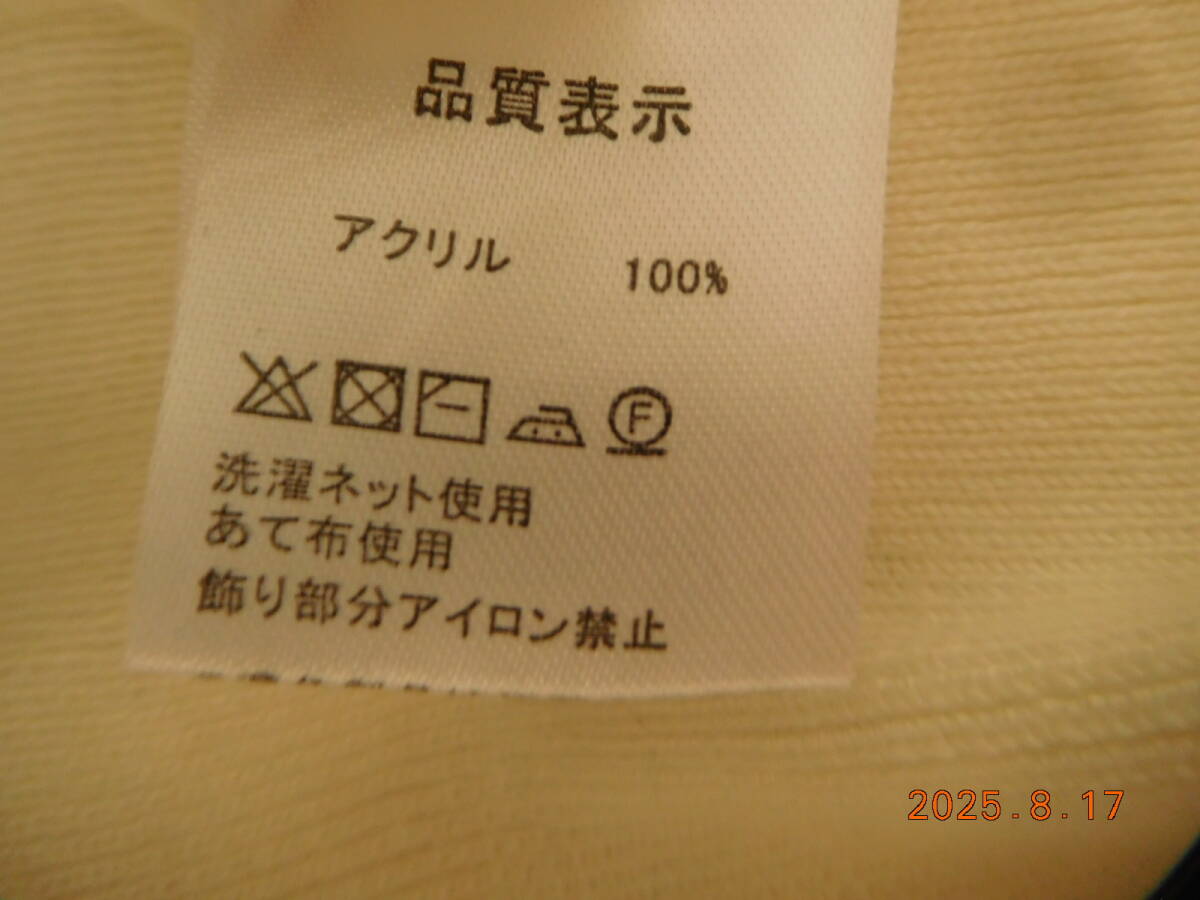 品質表示
アクリル 100%
F
洗濯ネット使用
あて布使用
飾り部分アイロン禁止
2025.8.17